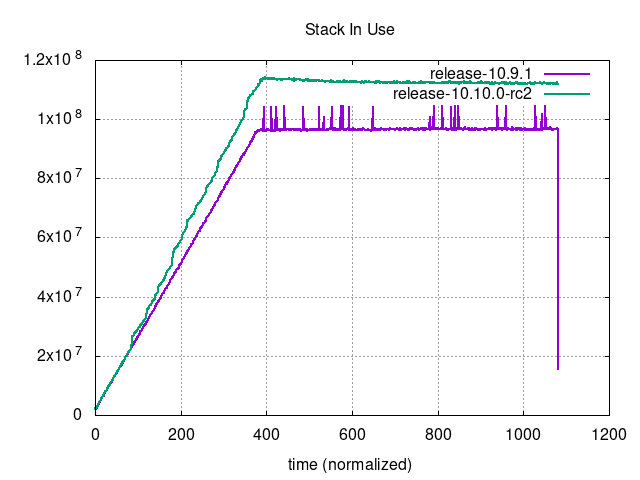 Stack In Use
1.2x10^8
1x10^8
8x10^7
6x10^7
4x10^7
2x10^7
0
release-10.9.1
release-10.10.0-rc2
0 200 400 600 800 1000 1200
time (normalized)